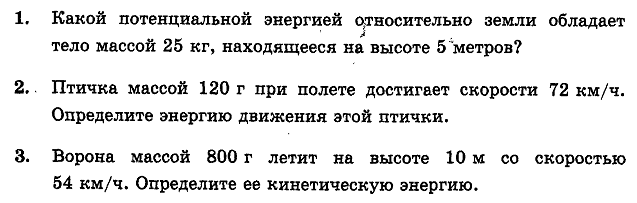 1. Какой потенциальной энергией относительно земли обладает
тело массой 25 кг, находящееся на высоте 5 метров?
2. Птичка массой 120 г при полете достигает скорости 72 км/ч.
Определите энергию движения этой птички.
3. Ворона массой 800 г летит на высоте 10 м со скоростью
54 км/ч. Определите ее кинетическую энергию.